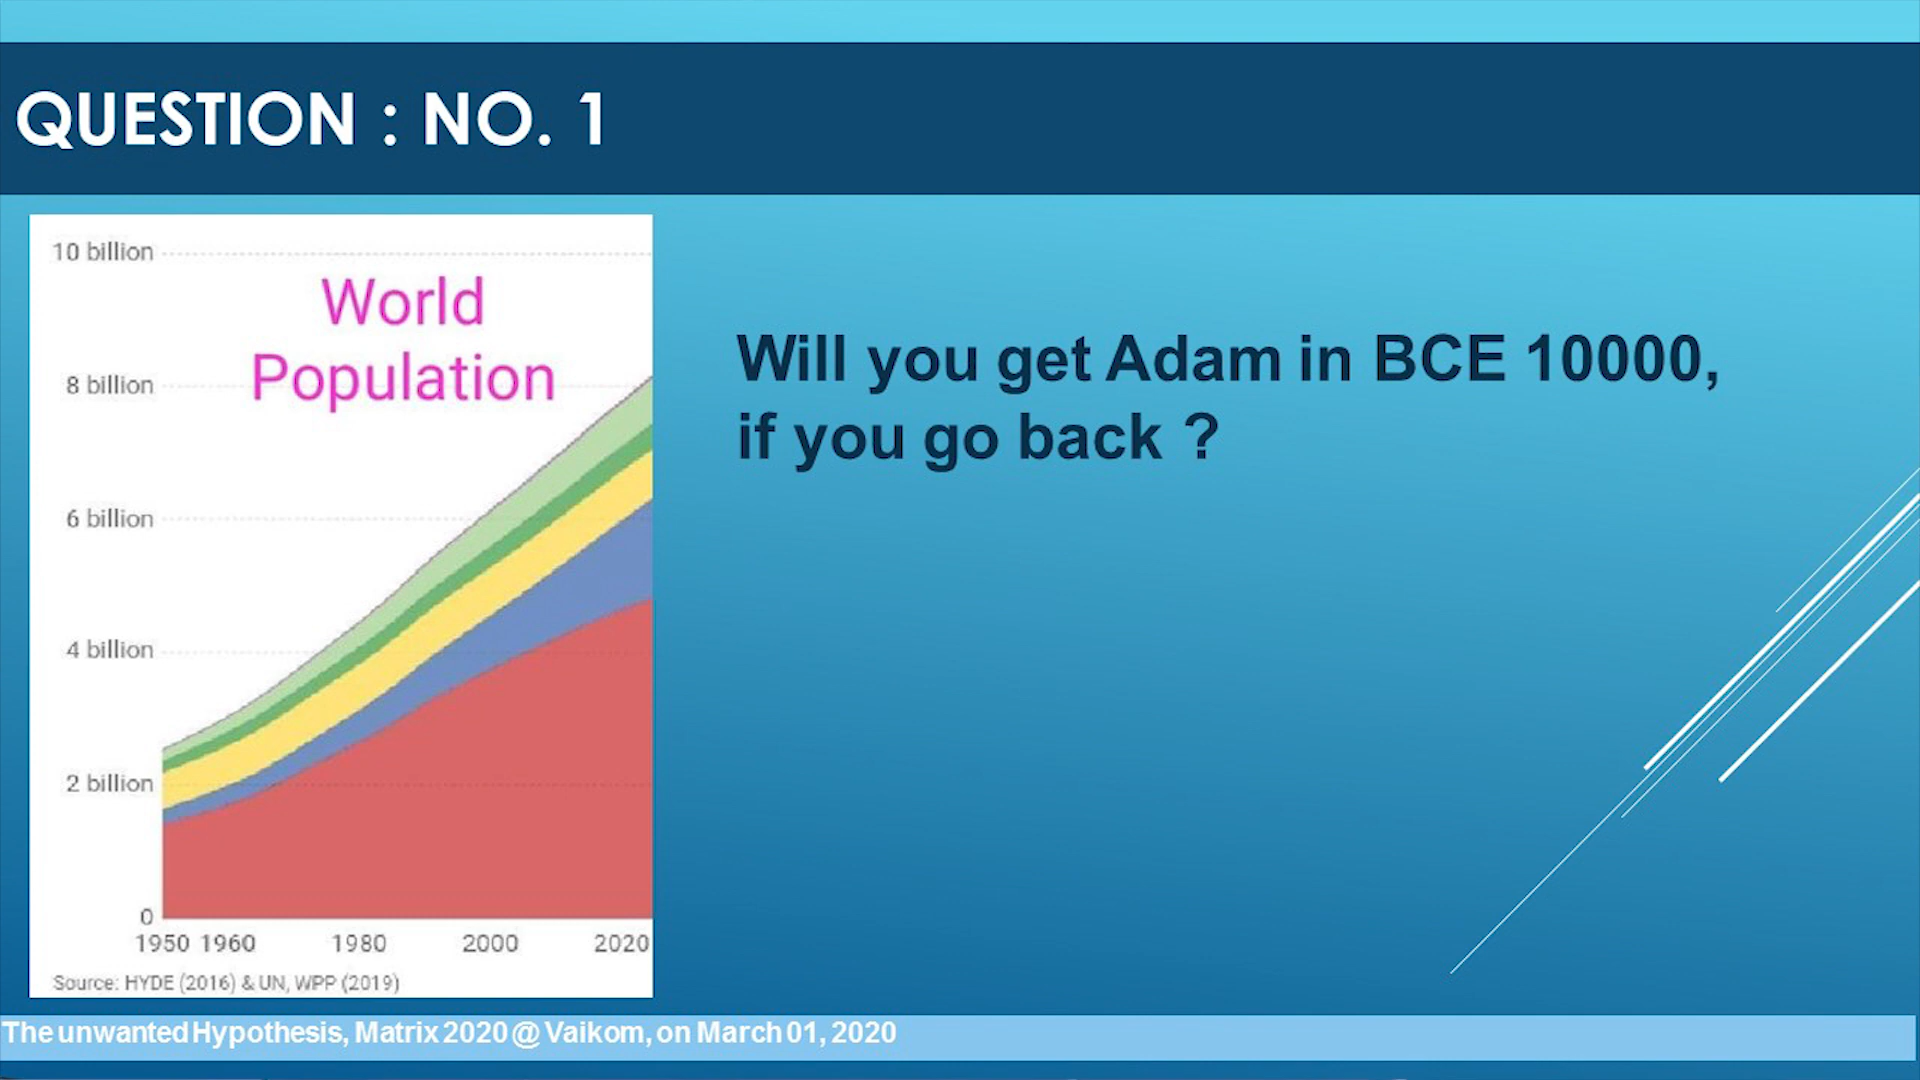 QUESTION : NO. 1
10 billion
World
Population
8 billion
6 billion
4 billion
2 billion
0
1950 1960 1980 2000 2020
Source: HYDE (2016) & UN, WPP (2019)
Will you get Adam in BCE 10000,
if you go back ?
The unwanted Hypothesis, Matrix 2020 @ Vaikom, on March 01, 2020